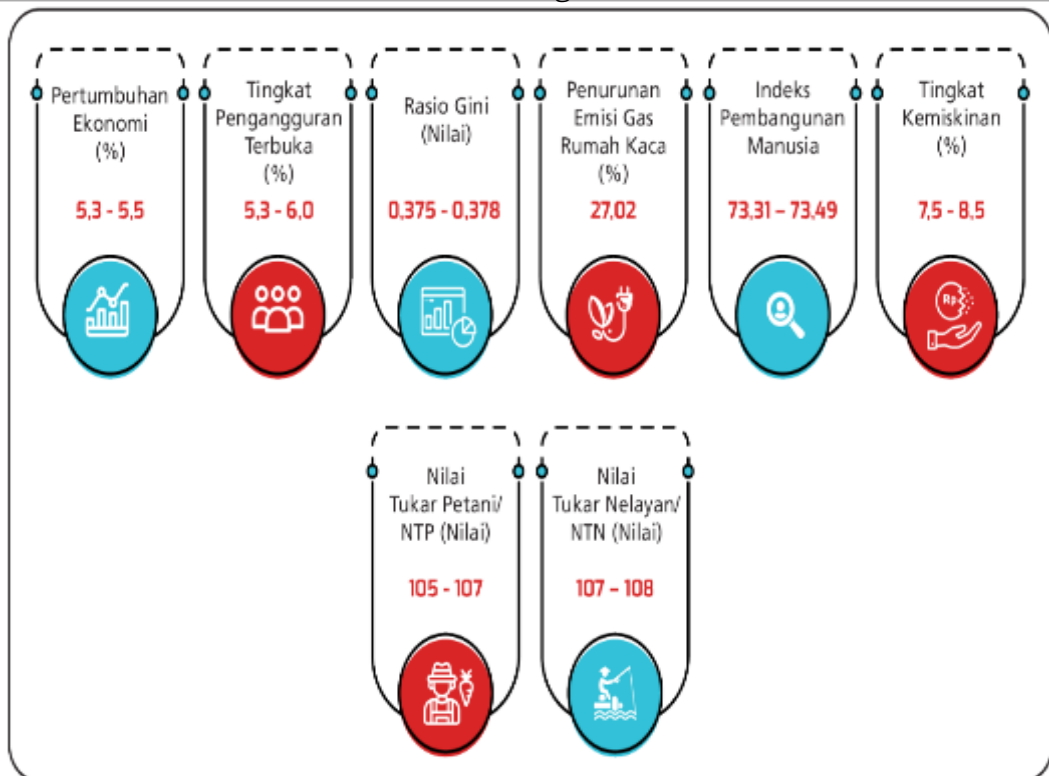 Pertumbuhan
Ekonomi
(%)
5,3 - 5,5
Tingkat
Pengangguran
Terbuka
(%)
5,3 - 6,0
Rasio Gini
(Nilai)
0,375 - 0,378
Penurunan
Emisi Gas
Rumah Kaca
(%)
27,02
Indeks
Pembangunan
Manusia
73,31 – 73,49
Tingkat
Kemiskinan
(%)
7,5 - 8,5
Rp
Nilai
Tukar Petani/
NTP (Nilai)
105 - 107
Nilai
Tukar Nelayan/
NTN (Nilai)
107 – 108